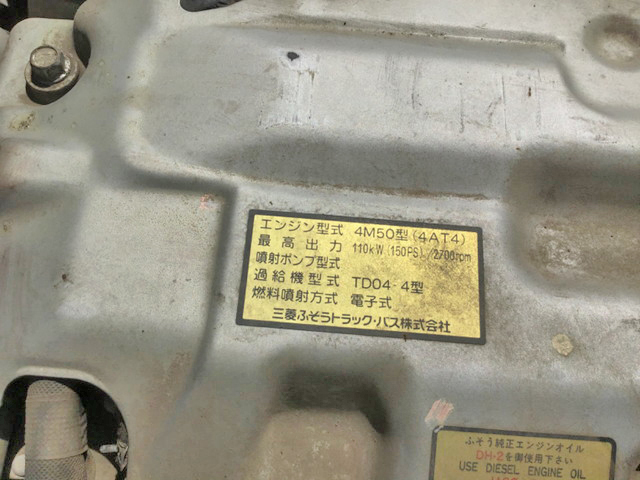 エンジン型式 4M50型(4AT4)
最高出力 110kW(150PS)/2700rpm
噴射ポンプ型式
過給機型式 TD04-4型
燃料噴射方式 電子式
三菱ふそうトラック・バス株式会社
ふそう純正エンジンオイル
DH-2を御使用下さい
USE DIESEL ENGINE OIL